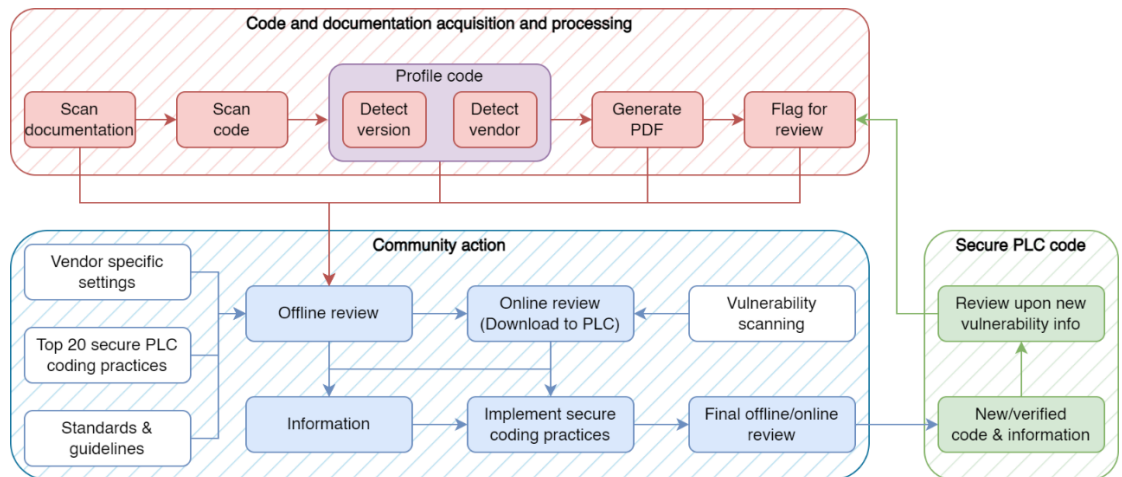 Code and documentation acquisition and processing
Scan
documentation
Scan
code
Profile code
Detect
version
Detect
vendor
Generate
PDF
Flag for
review
Community action
Vendor specific
settings
Top 20 secure PLC
coding practices
Standards &
guidelines
Offline review
Online review
(Download to PLC)
Vulnerability
scanning
Information
Implement secure
coding practices
Final offline/online
review
Secure PLC code
Review upon new
vulnerability info
New/verified
code & information